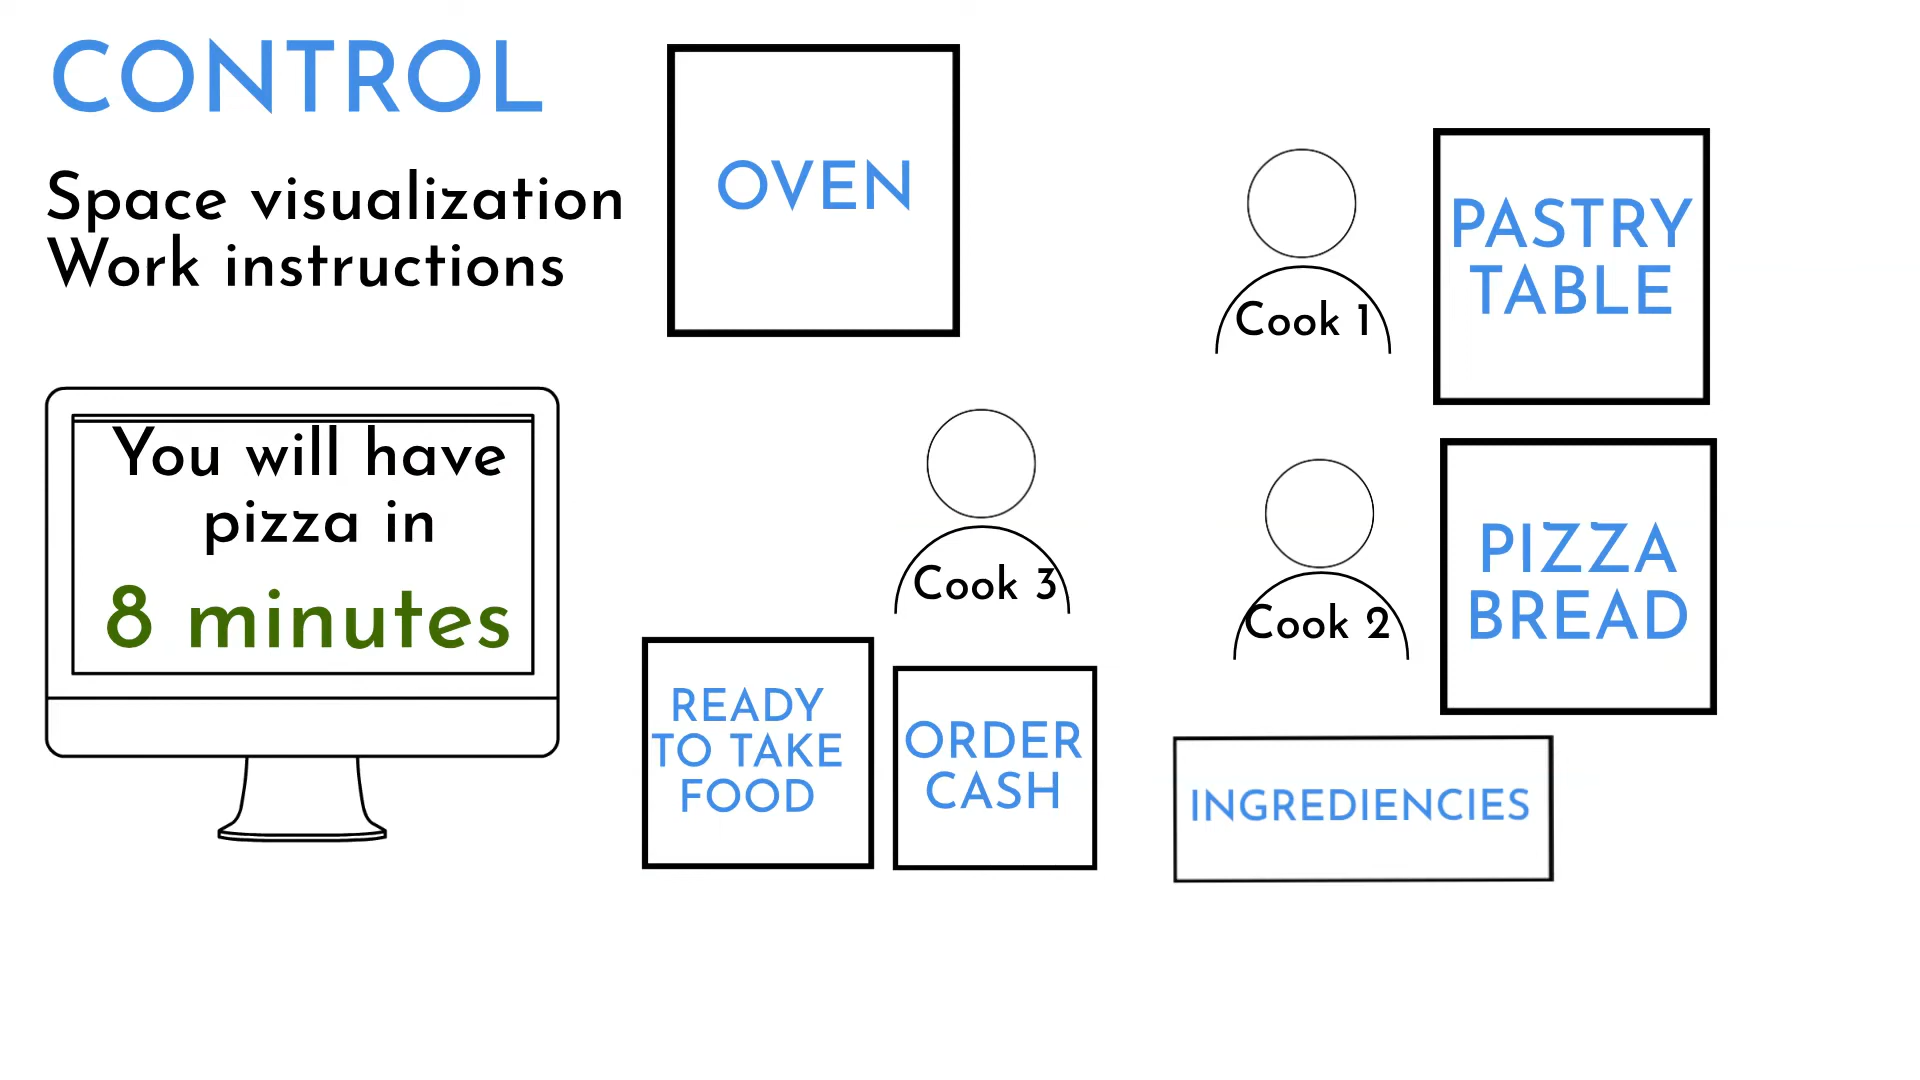 CONTROL
Space visualization
Work instructions
You will have
pizza in
8 minutes
OVEN
Cook 1
PASTRY
TABLE
Cook 3
Cook 2
PIZZA
BREAD
READY
TO TAKE
FOOD
ORDER
CASH
INGREDIENCIES